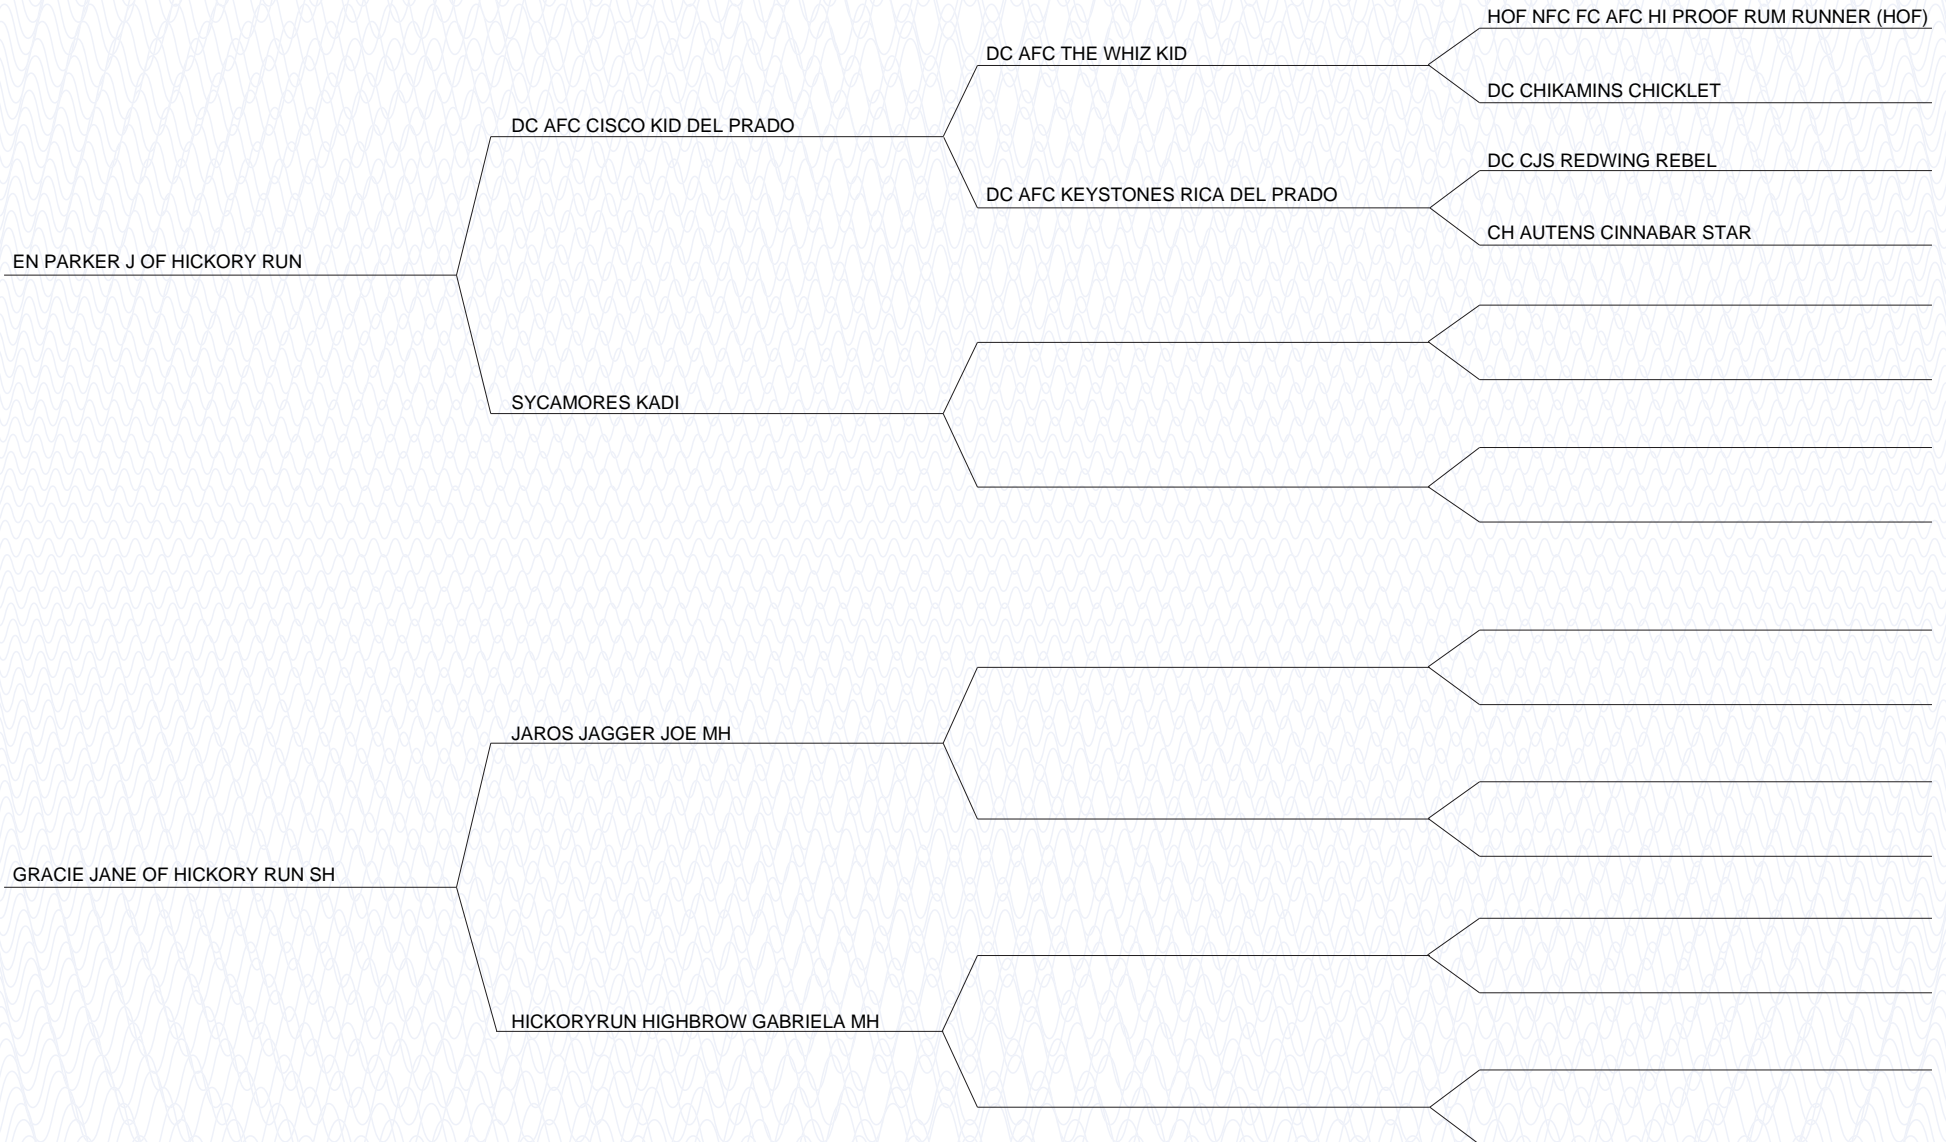 HOF NFC FC AFC HI PROOF RUM RUNNER (HOF)
DC AFC THE WHIZ KID
DC CHIKAMINS CHICKLET
DC AFC CISCO KID DEL PRADO
DC CJS REDWING REBEL
DC AFC KEYSTONES RICA DEL PRADO
CH AUTENS CINNABAR STAR
EN PARKER J OF HICKORY RUN
SYCAMORES KADI
JAROS JAGGER JOE MH
GRACIE JANE OF HICKORY RUN SH
HICKORYRUN HIGHBROW GABRIELA MH